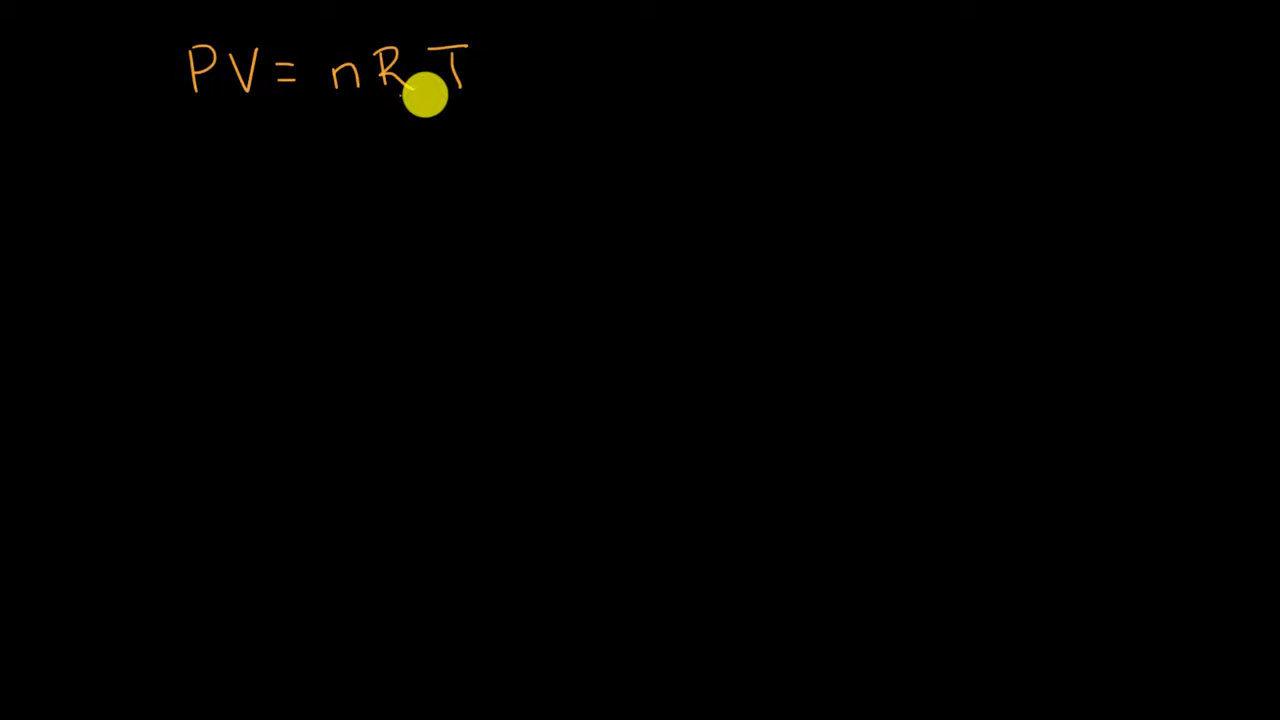 PV = nRT